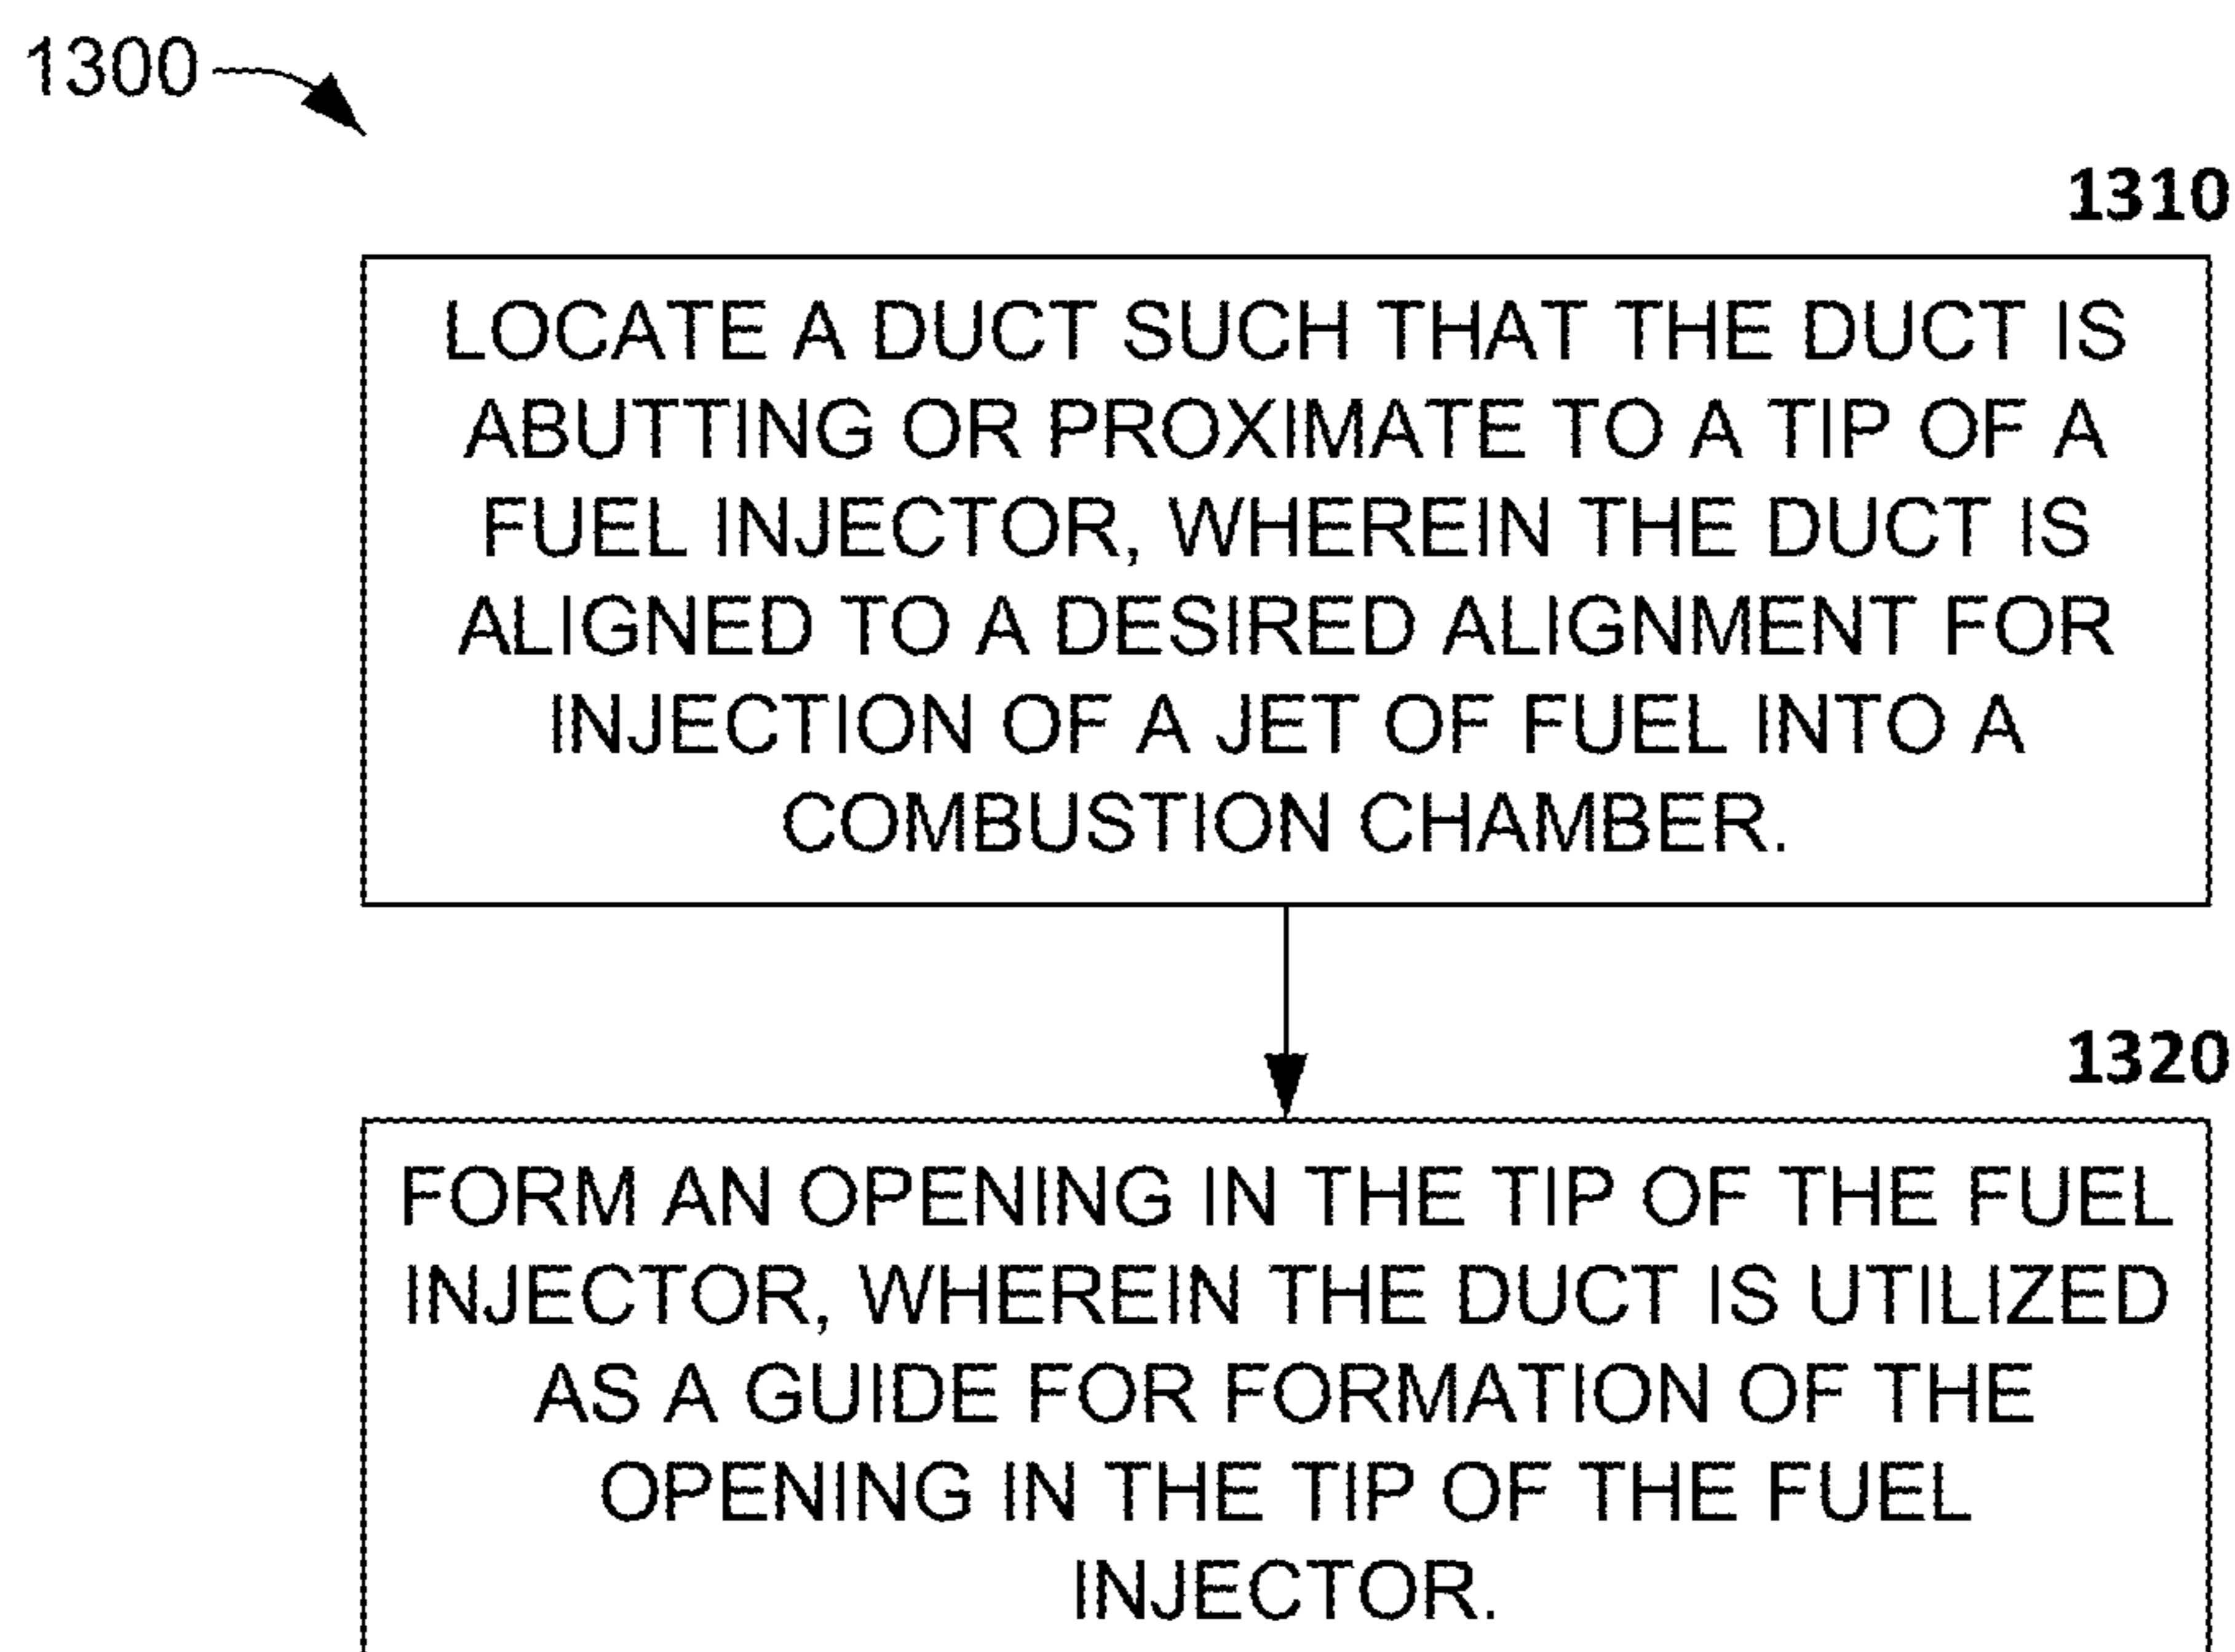 1300
1310
LOCATE A DUCT SUCH THAT THE DUCT IS
ABUTTING OR PROXIMATE TO A TIP OF A
FUEL INJECTOR, WHEREIN THE DUCT IS
ALIGNED TO A DESIRED ALIGNMENT FOR
INJECTION OF A JET OF FUEL INTO A
COMBUSTION CHAMBER.
1320
FORM AN OPENING IN THE TIP OF THE FUEL
INJECTOR, WHEREIN THE DUCT IS UTILIZED
AS A GUIDE FOR FORMATION OF THE
OPENING IN THE TIP OF THE FUEL
INJECTOR.